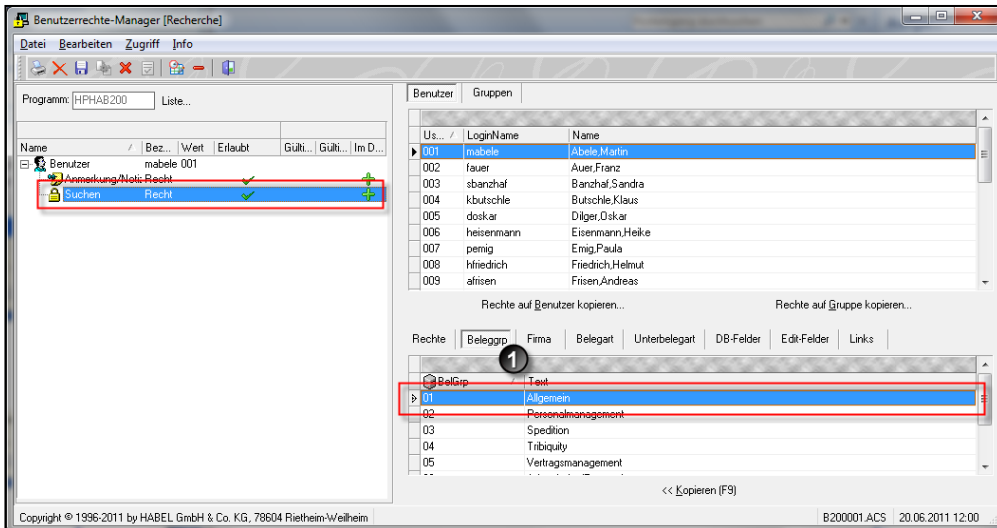 Benutzerrechte-Manager [Recherche]
Datei Bearbeiten Zugriff Info
Programm: HPHAB200 Liste...
Name / Bez... Wert Erlaubt Gülti... Gülti... Im D...
Benutzer mabele 001
Anmerkung/Noti: Recht
Suchen Recht
Benutzer Gruppen
Us... / LoginName Name
001 mabele Abele,Martin
002 fauer Auer,Franz
003 sbanzhaf Banzhaf,Sandra
004 kbutschle Butschle,Klaus
005 doskar Dilger,Oskar
006 heisenmann Eisenmann,Heike
007 pemig Emig,Paula
008 hfriedrich Friedrich,Helmut
009 afrisen Frisen,Andreas
Rechte auf Benutzer kopieren... Rechte auf Gruppe kopieren...
Rechte Beleggrp Firma Belegart Unterbelegart DB-Felder Edit-Felder Links
1
BelGrp / Text
01 Allgemein
02 Personalmanagement
03 Spedition
04 Tribiquity
05 Vertragsmanagement
<< Kopieren (F9)
Copyright © 1996-2011 by HABEL GmbH & Co. KG, 78604 Rietheim-Weilheim B200001.ACS 20.06.2011 12:00